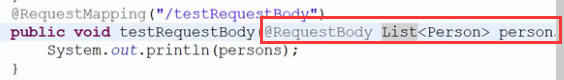 @RequestMapping("/testRequestBody")
public void testRequestBody(@RequestBody List<Person> person
System.out.println(persons);
}